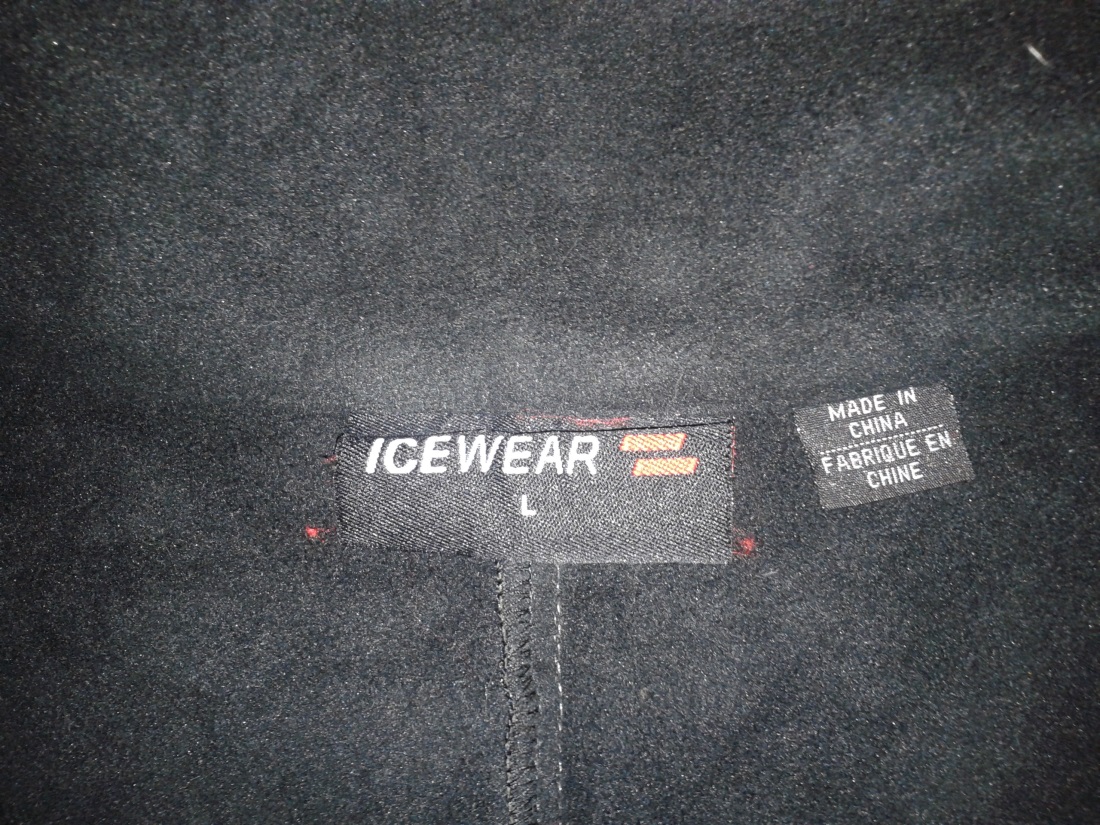 ICEWEAR
L
MADE IN
CHINA
FABRIQUE EN
CHINE